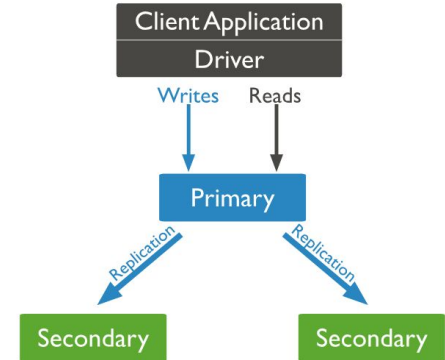 Client Application
Driver
Writes Reads
Primary
Replication Replication
Secondary Secondary